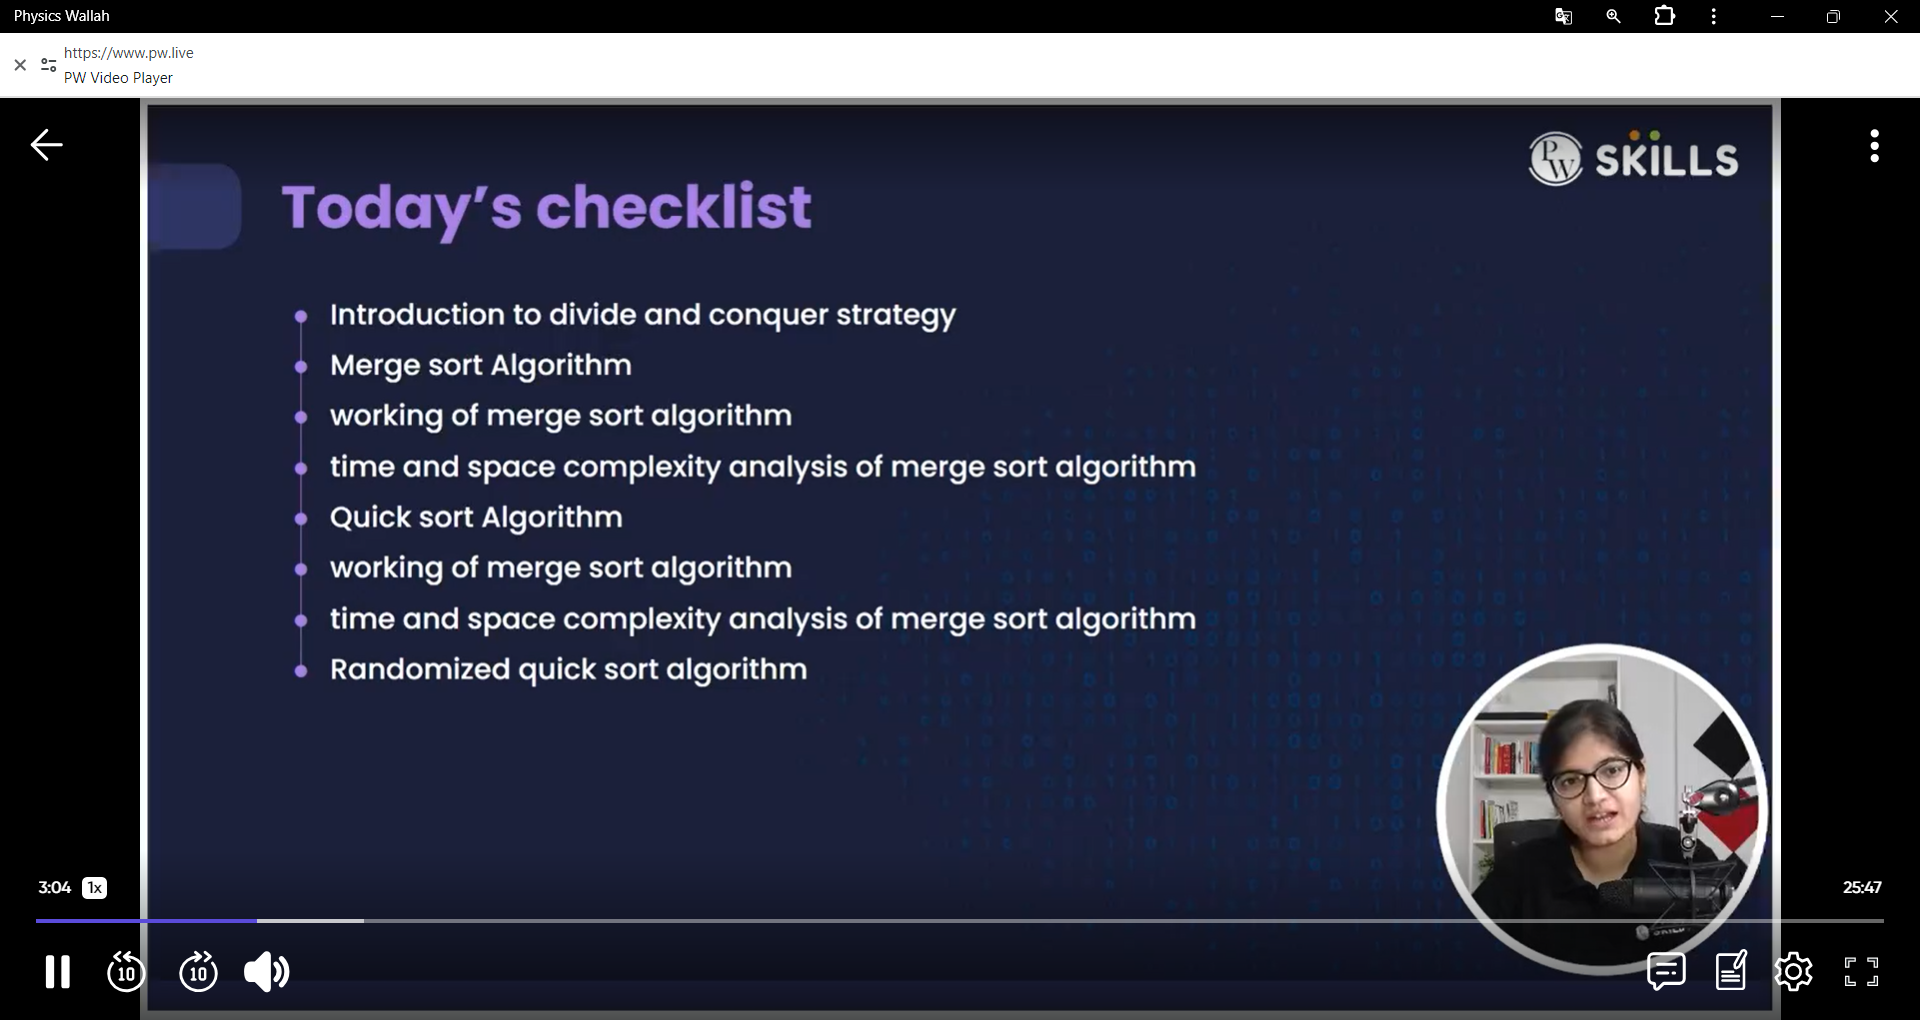 Physics Wallah
https://www.pw.live
PW Video Player
PW SKILLS
Today's checklist
Introduction to divide and conquer strategy
Merge sort Algorithm
working of merge sort algorithm
time and space complexity analysis of merge sort algorithm
Quick sort Algorithm
working of merge sort algorithm
time and space complexity analysis of merge sort algorithm
Randomized quick sort algorithm
3:04 1x
25:47
10 10